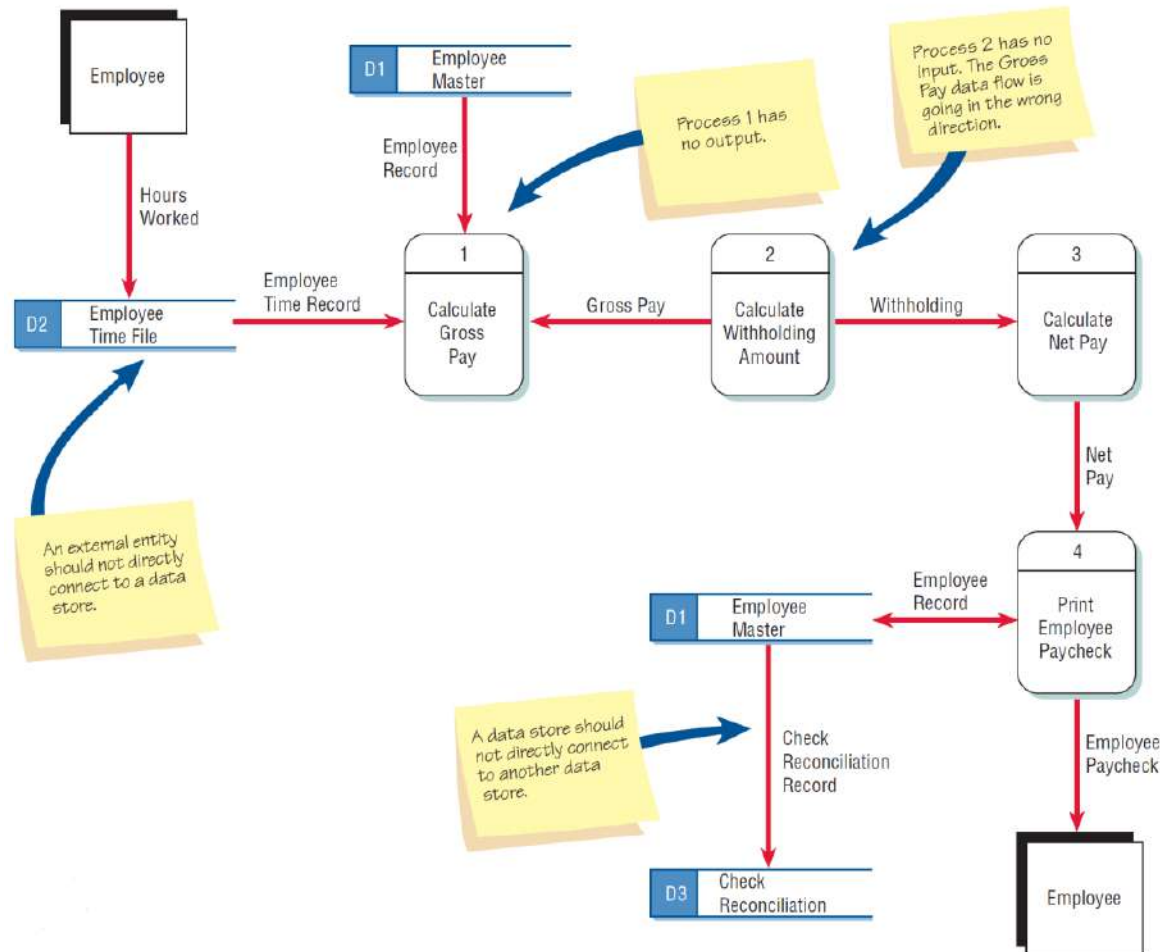 Employee
D1
Employee
Master
Process 1 has
no output.
Process 2 has no
input. The Gross
Pay data flow is
going in the wrong
direction.
Hours
Worked
Employee
Record
D2
Employee
Time File
Employee
Time Record
1
Calculate
Gross
Pay
Gross Pay
2
Calculate
Withholding
Amount
Withholding
3
Calculate
Net Pay
An external entity
should not directly
connect to a data
store.
Net
Pay
4
Print
Employee
Paycheck
Employee
Record
D1
Employee
Master
A data store should
not directly connect
to another data
store.
Check
Reconciliation
Record
Employee
Paycheck
D3
Check
Reconciliation
Employee